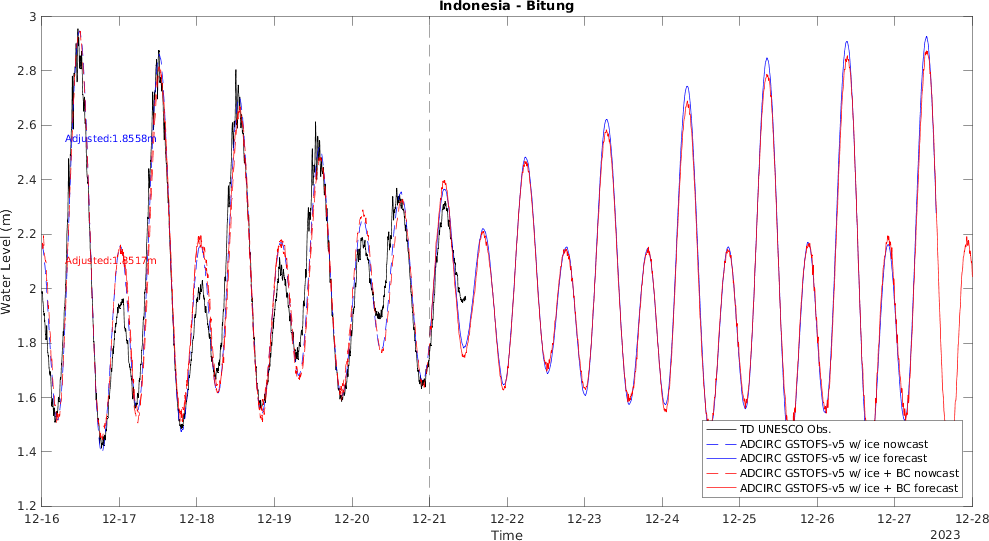 Indonesia - Bitung
3
2.8
2.6
2.4
2.2
2
1.8
1.6
1.4
1.2
Water Level (m)
Adjusted:1.8558m
Adjusted:1.8517m
TD UNESCO Obs.
ADCIRC GSTOFS-v5 w/ ice nowcast
ADCIRC GSTOFS-v5 w/ ice forecast
ADCIRC GSTOFS-v5 w/ ice + BC nowcast
ADCIRC GSTOFS-v5 w/ ice + BC forecast
12-16 12-17 12-18 12-19 12-20 12-21 12-22 12-23 12-24 12-25 12-26 12-27 12-28
Time
2023